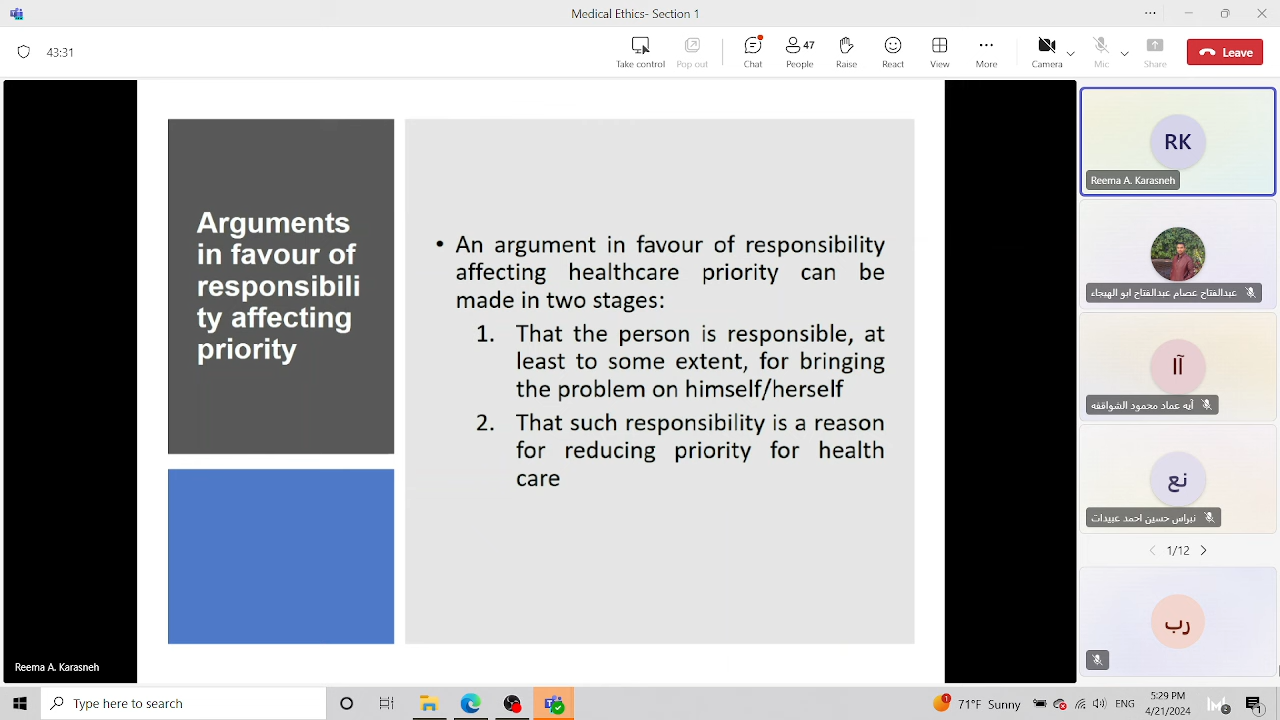 Medical Ethics- Section 1
43:31
Take control
Pop out
Chat
47
People
Raise
React
View
More
Camera
Mic
Share
Leave
Arguments
in favour of
responsibili
ty affecting
priority
• An argument in favour of responsibility
affecting healthcare priority can be
made in two stages:
1. That the person is responsible, at
least to some extent, for bringing
the problem on himself/herself
2. That such responsibility is a reason
for reducing priority for health
care
Reema A. Karasneh
RK
Reema A. Karasneh
عبدالفتاح عصام عبدالفتاح ابو الهيجاء
آا
آيه عماد محمود الشواقفه
نع
نبراس حسين احمد عبيدات
1/12
رب
Type here to search
1
71°F Sunny
ENG
5:29 PM
4/21/2024
2
1